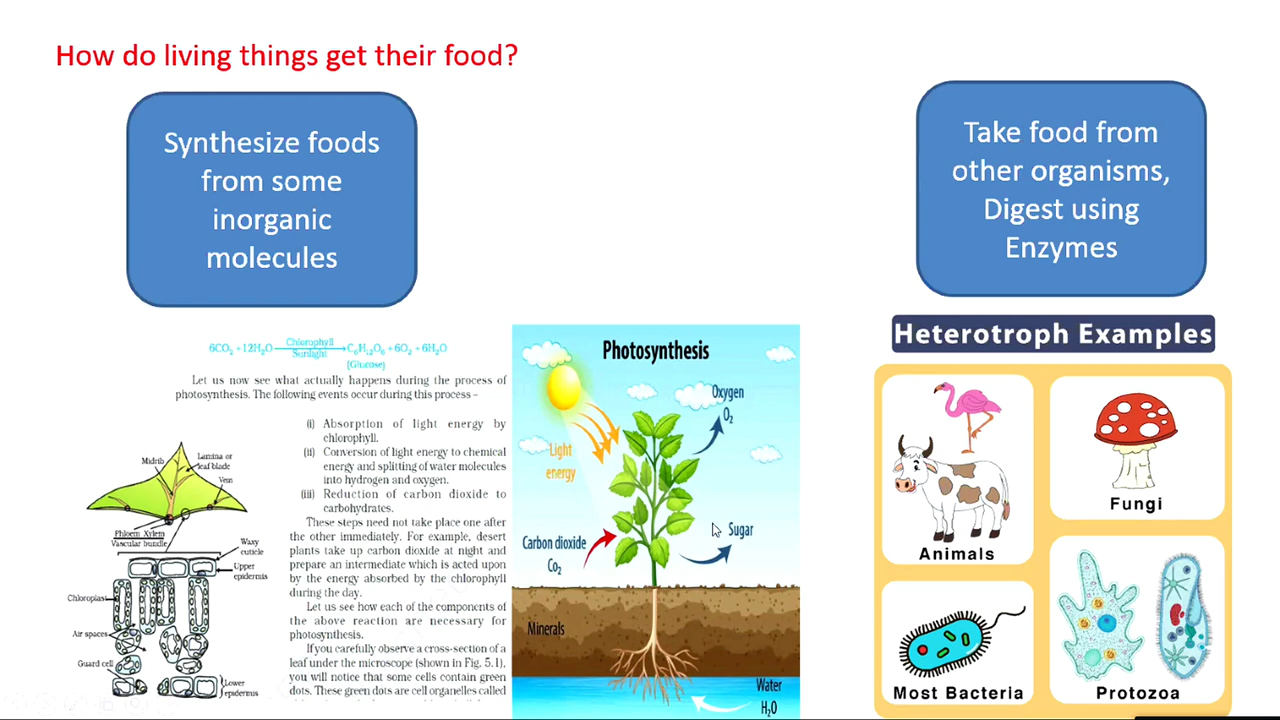 How do living things get their food?
Synthesize foods
from some
inorganic
molecules
Take food from
other organisms,
Digest using
Enzymes
6CO2 + 12H2O Chlorophyll Sunlight C6H12O6 + 6O2 + 6H2O
(Glucose)
Let us now see what actually happens during the process of
photosynthesis. The following events occur during this process –
(i) Absorption of light energy by
chlorophyll.
(ii) Conversion of light energy to chemical
energy and splitting of water molecules
into hydrogen and oxygen.
(iii) Reduction of carbon dioxide to
carbohydrates.
These steps need not take place one after
the other immediately. For example, desert
plants take up carbon dioxide at night and
prepare an intermediate which is acted upon
by the energy absorbed by the chlorophyll
during the day.
Let us see how each of the components of
the above reaction are necessary for
photosynthesis.
If you carefully observe a cross-section of a
leaf under the microscope (shown in Fig. 5.1),
you will notice that some cells contain green
dots. These green dots are cell organelles called
Midrib
Lamina or
leaf blade
Vein
Phloem Xylem
Vascular bundle
Waxy
cuticle
Upper
epidermis
Chloroplast
Air spaces
Guard cell
Lower
epidermus
Photosynthesis
Oxygen
O2
Light
energy
Sugar
Carbon dioxide
Co2
Minerals
Water
H2O
Heterotroph Examples
Animals
Fungi
Most Bacteria
Protozoa